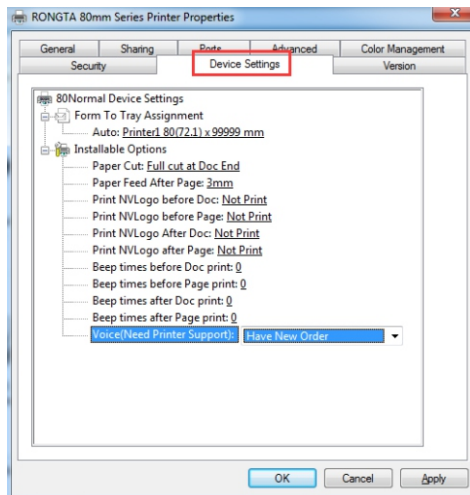 RONGTA 80mm Series Printer Properties
General Sharing Ports Advanced Color Management
Security Device Settings Version
80Normal Device Settings
Form To Tray Assignment
Auto: Printer1 80(72.1) x 99999 mm
Installable Options
Paper Cut: Full cut at Doc End
Paper Feed After Page: 3mm
Print NVLogo before Doc: Not Print
Print NVLogo before Page: Not Print
Print NVLogo After Doc: Not Print
Print NVLogo after Page: Not Print
Beep times before Doc print: 0
Beep times before Page print: 0
Beep times after Doc print: 0
Beep times after Page print: 0
Voice(Need Printer Support): Have New Order
OK Cancel Apply